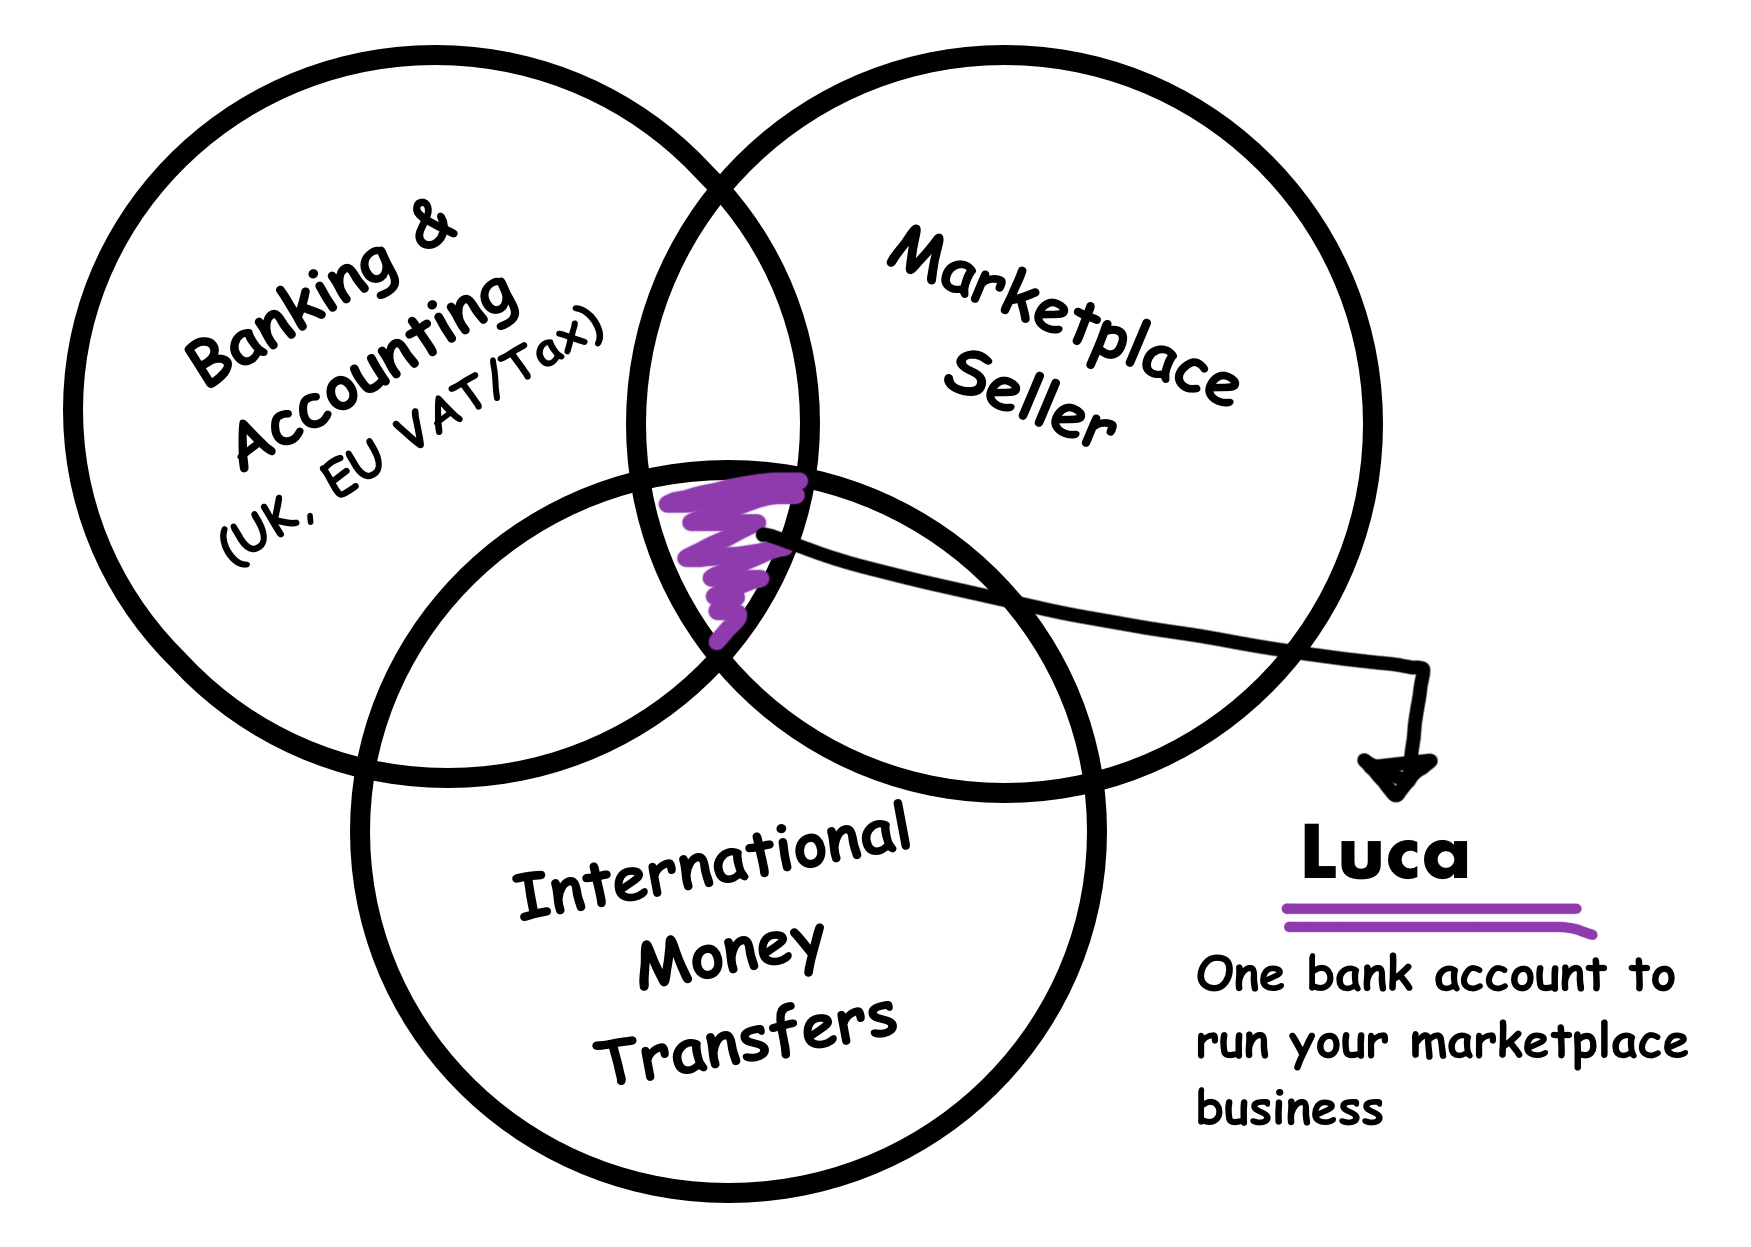 Banking &
Accounting
(UK, EU VAT/Tax)
Marketplace
Seller
International
Money
Transfers
Luca
One bank account to
run your marketplace
business